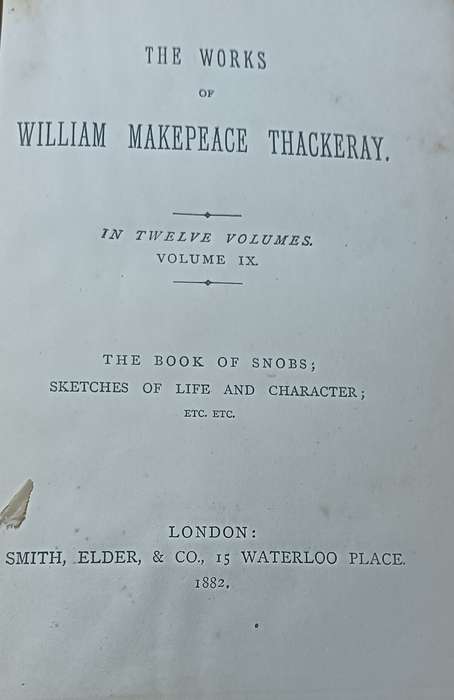 THE WORKS
OF
WILLIAM MAKEPEACE THACKERAY.
IN TWELVE VOLUMES.
VOLUME IX.
THE BOOK OF SNOBS;
SKETCHES OF LIFE AND CHARACTER;
ETC. ETC.
LONDON:
SMITH, ELDER, & CO., 15 WATERLOO PLACE.
1882.